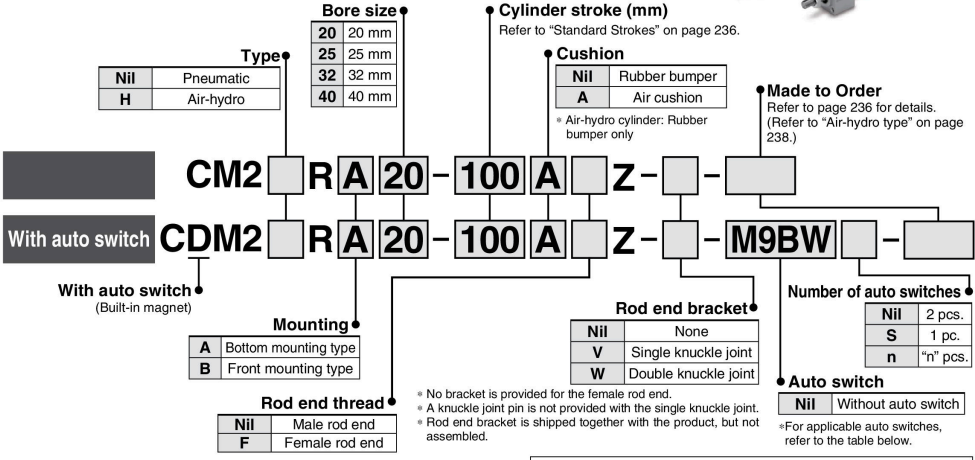 Bore size
20 20 mm
25 25 mm
32 32 mm
40 40 mm
Cylinder stroke (mm)
Refer to “Standard Strokes” on page 236.
Type
Nil Pneumatic
H Air-hydro
Cushion
Nil Rubber bumper
A Air cushion
* Air-hydro cylinder: Rubber
bumper only
Made to Order
Refer to page 236 for details.
(Refer to “Air-hydro type” on page
238.)
CM2 R A 20 – 100 A Z – –
With auto switch CDM2 R A 20 – 100 A Z – – M9BW –
With auto switch
(Built-in magnet)
Mounting
A Bottom mounting type
B Front mounting type
Rod end thread
Nil Male rod end
F Female rod end
Rod end bracket
Nil None
V Single knuckle joint
W Double knuckle joint
* No bracket is provided for the female rod end.
* A knuckle joint pin is not provided with the single knuckle joint.
* Rod end bracket is shipped together with the product, but not
assembled.
Number of auto switches
Nil 2 pcs.
S 1 pc.
n “n” pcs.
Auto switch
Nil Without auto switch
*For applicable auto switches,
refer to the table below.